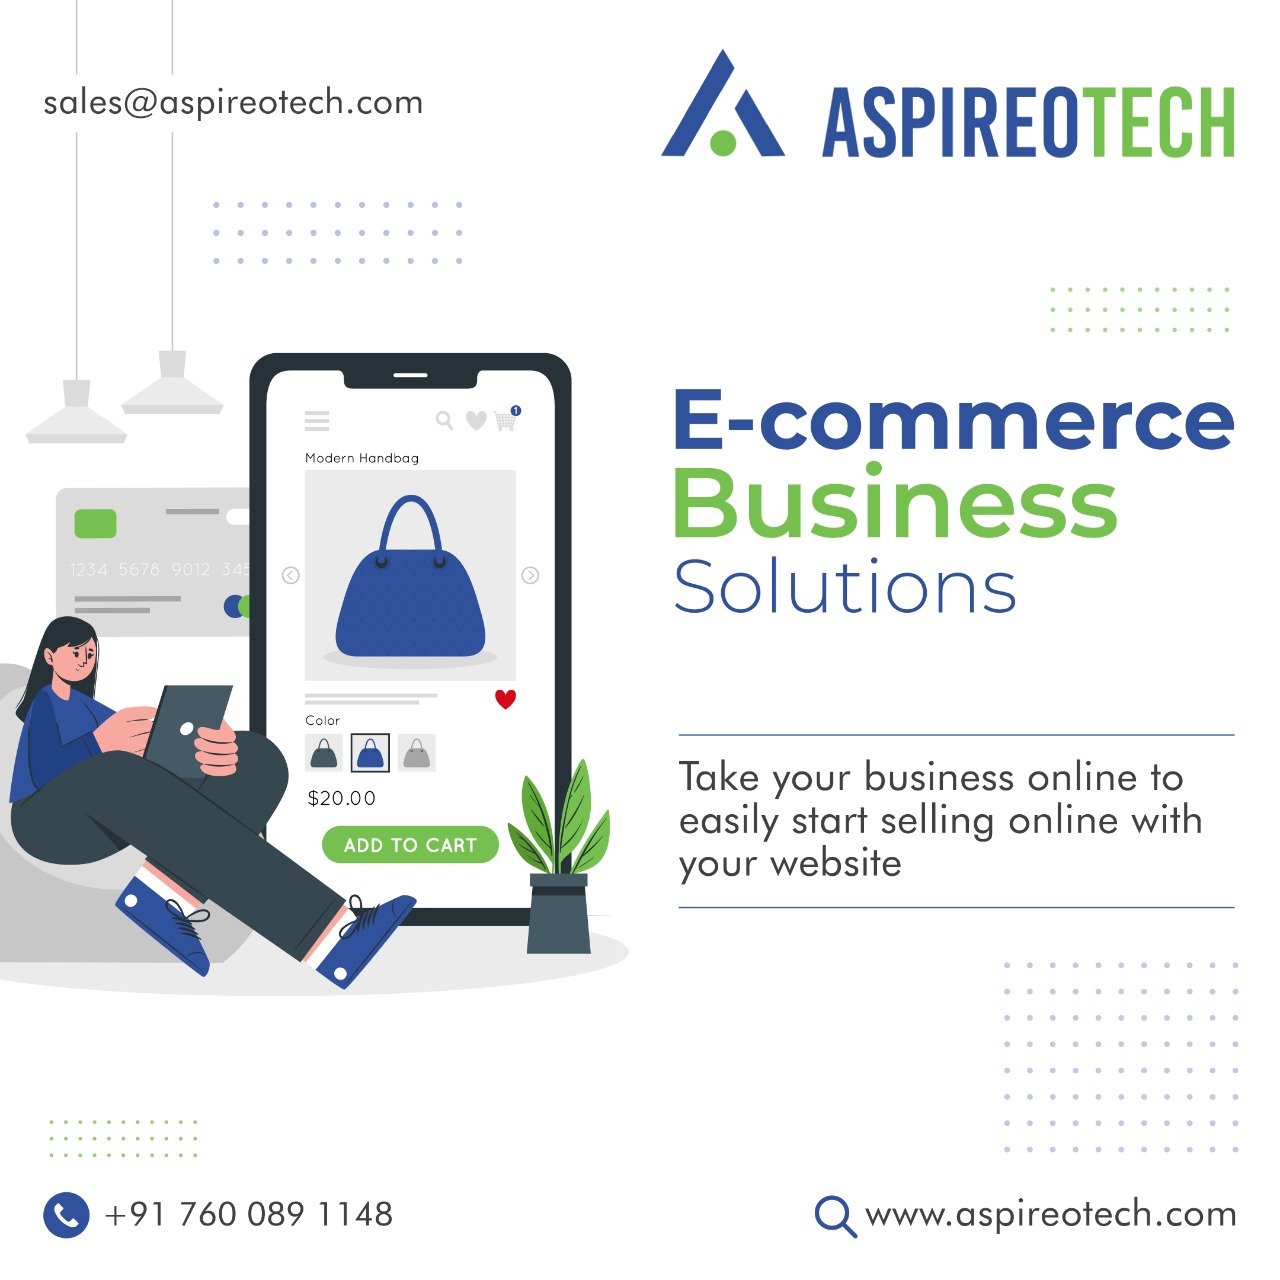 sales@aspireotech.com
ASPIREOTECH
E-commerce
Business
Solutions
1
Modern Handbag
1234 5678 9012 345
Color
$20.00
ADD TO CART
Take your business online to
easily start selling online with
your website
+91 760 089 1148
www.aspireotech.com